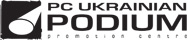 PC UKRAINIAN
PODIUM
promotion centre